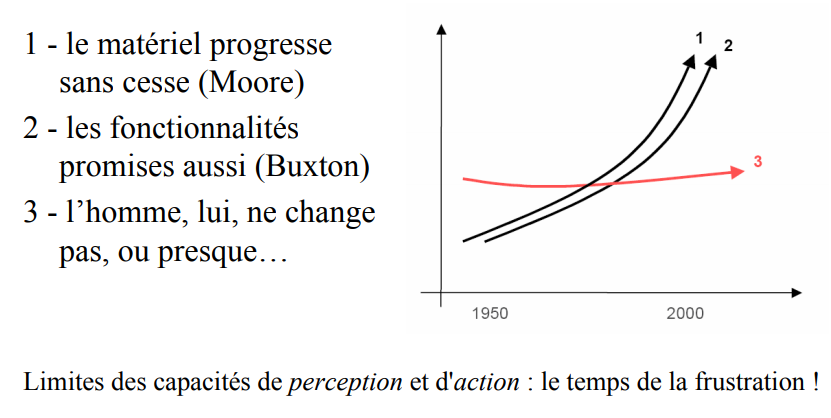 1 - le matériel progresse
sans cesse (Moore)
2 - les fonctionnalités
promises aussi (Buxton)
3 - l’homme, lui, ne change
pas, ou presque…
1
2
3
1950
2000
Limites des capacités de perception et d'action : le temps de la frustration !